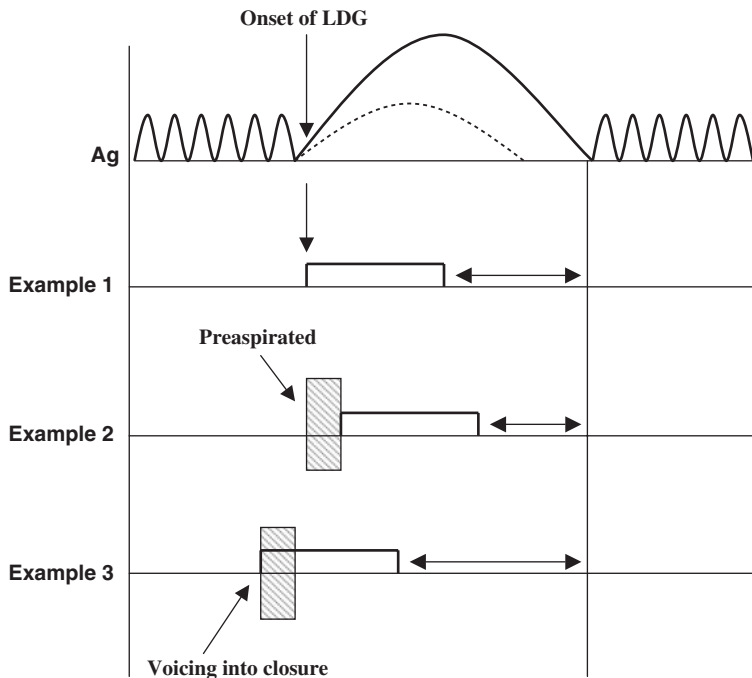 Onset of LDG
Ag
Example 1
Preaspirated
Example 2
Example 3
Voicing into closure